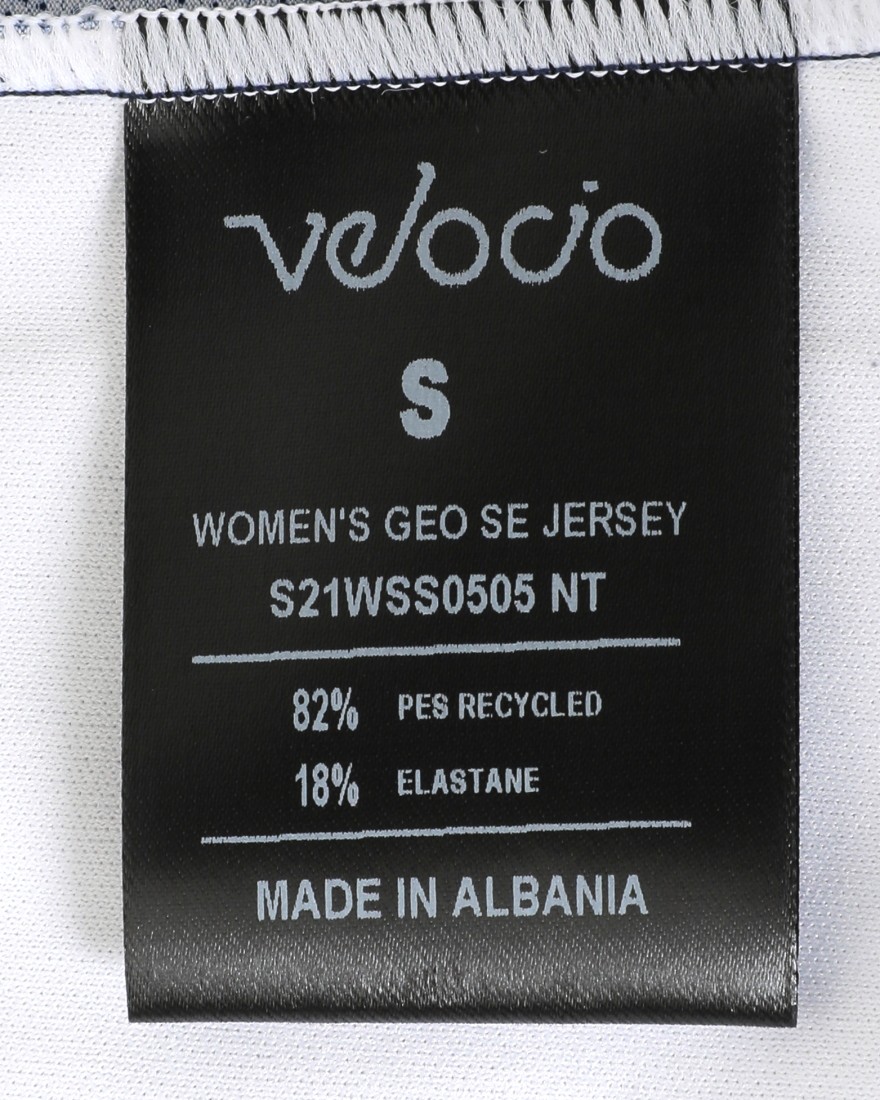 velocio
S
WOMEN'S GEO SE JERSEY
S21WSS0505 NT
82% PES RECYCLED
18% ELASTANE
MADE IN ALBANIA